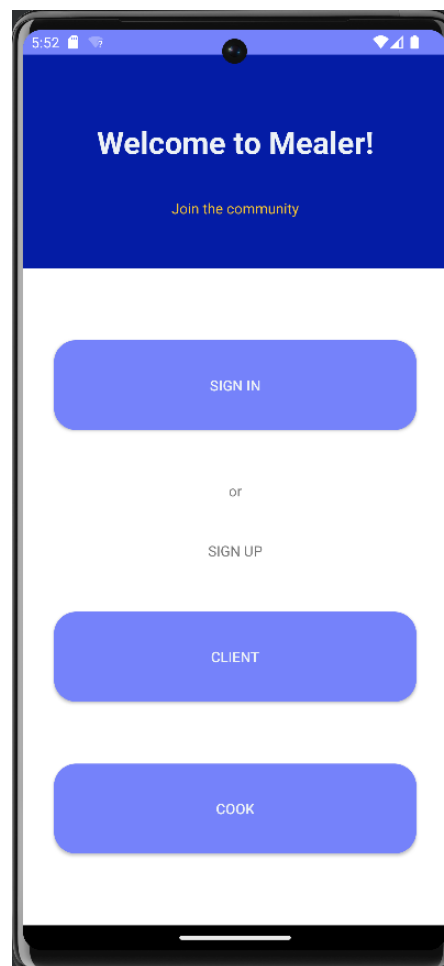 5:52
Welcome to Mealer!
Join the community
SIGN IN
or
SIGN UP
CLIENT
COOK